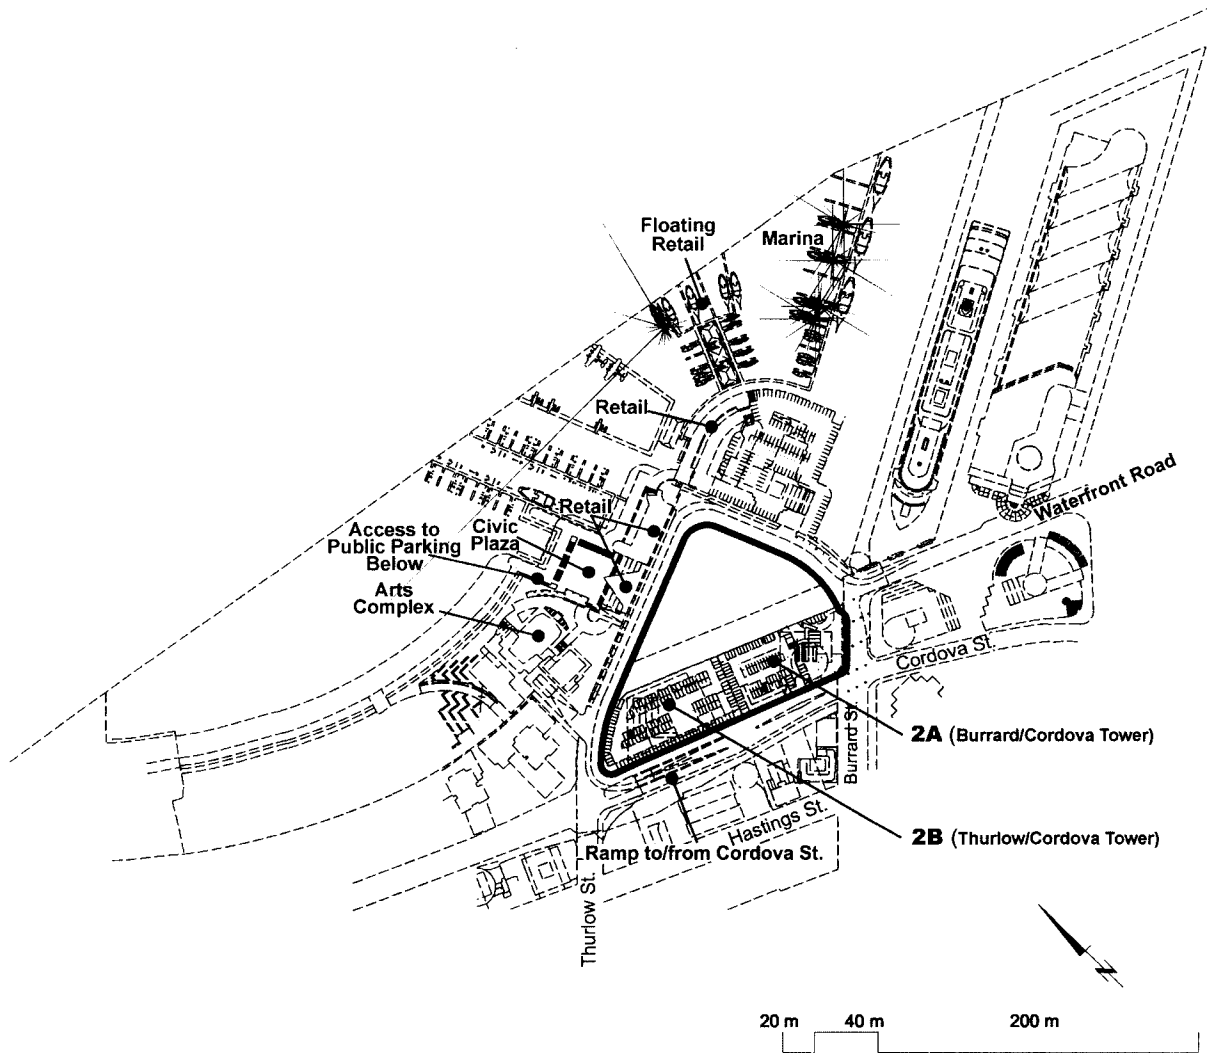 Floating
Retail
Marina
Retail
Retail
Waterfront Road
Access to
Public Parking
Below
Civic
Plaza
Arts
Complex
Cordova St.
2A (Burrard/Cordova Tower)
Burrard St.
Hastings St.
2B (Thurlow/Cordova Tower)
Ramp to/from Cordova St.
Thurlow St.
N
20 m 40 m 200 m